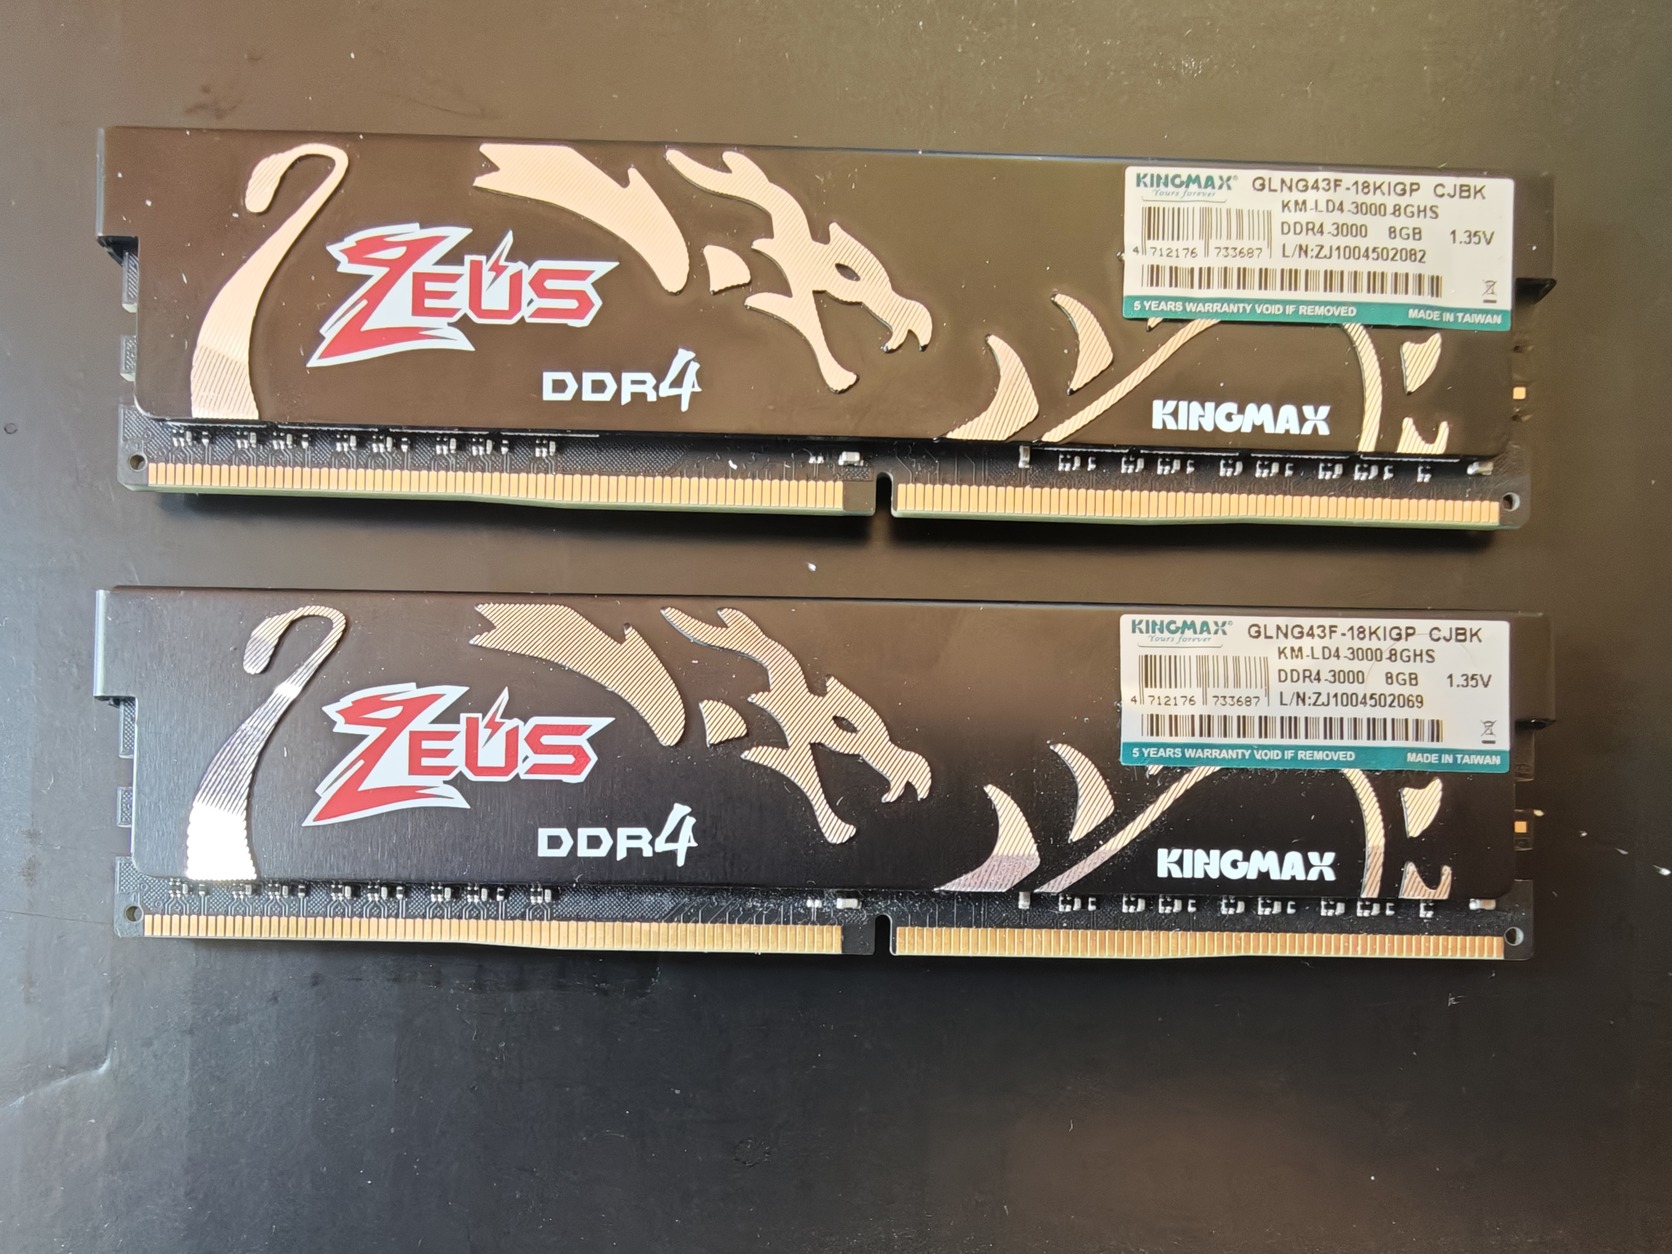 ZEUS
DDR4
KINGMAX
KINGMAX®
Yours forever
GLNG43F-18KIGP CJBK
KM-LD4-3000-8GHS
DDR4-3000 8GB 1.35V
4 712176 733687
L/N:ZJ1004502082
5 YEARS WARRANTY VOID IF REMOVED
MADE IN TAIWAN
ZEUS
DDR4
KINGMAX
KINGMAX®
Yours forever
GLNG43F-18KIGP CJBK
KM-LD4-3000-8GHS
DDR4-3000 8GB 1.35V
4 712176 733687
L/N:ZJ1004502069
5 YEARS WARRANTY VOID IF REMOVED
MADE IN TAIWAN